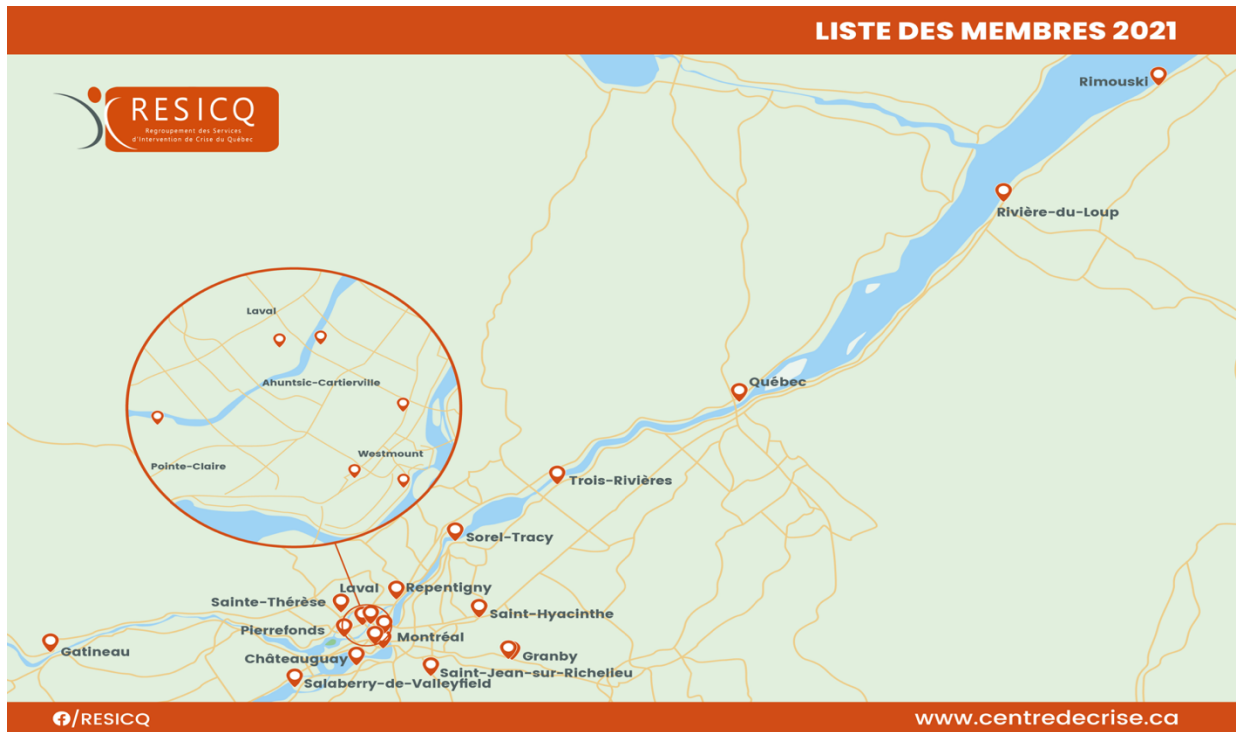 LISTE DES MEMBRES 2021
RESICQ
Regroupement des Services
d'Intervention de Crise du Québec
Rimouski
Rivière-du-Loup
Laval
Ahuntsic-Cartierville
Québec
Westmount
Pointe-Claire
Trois-Rivières
Sorel-Tracy
Laval
Repentigny
Sainte-Thérèse
Saint-Hyacinthe
Pierrefonds
Montréal
Gatineau
Châteauguay
Granby
Saint-Jean-sur-Richelieu
Salaberry-de-Valleyfield
/RESICQ
www.centredecrise.ca